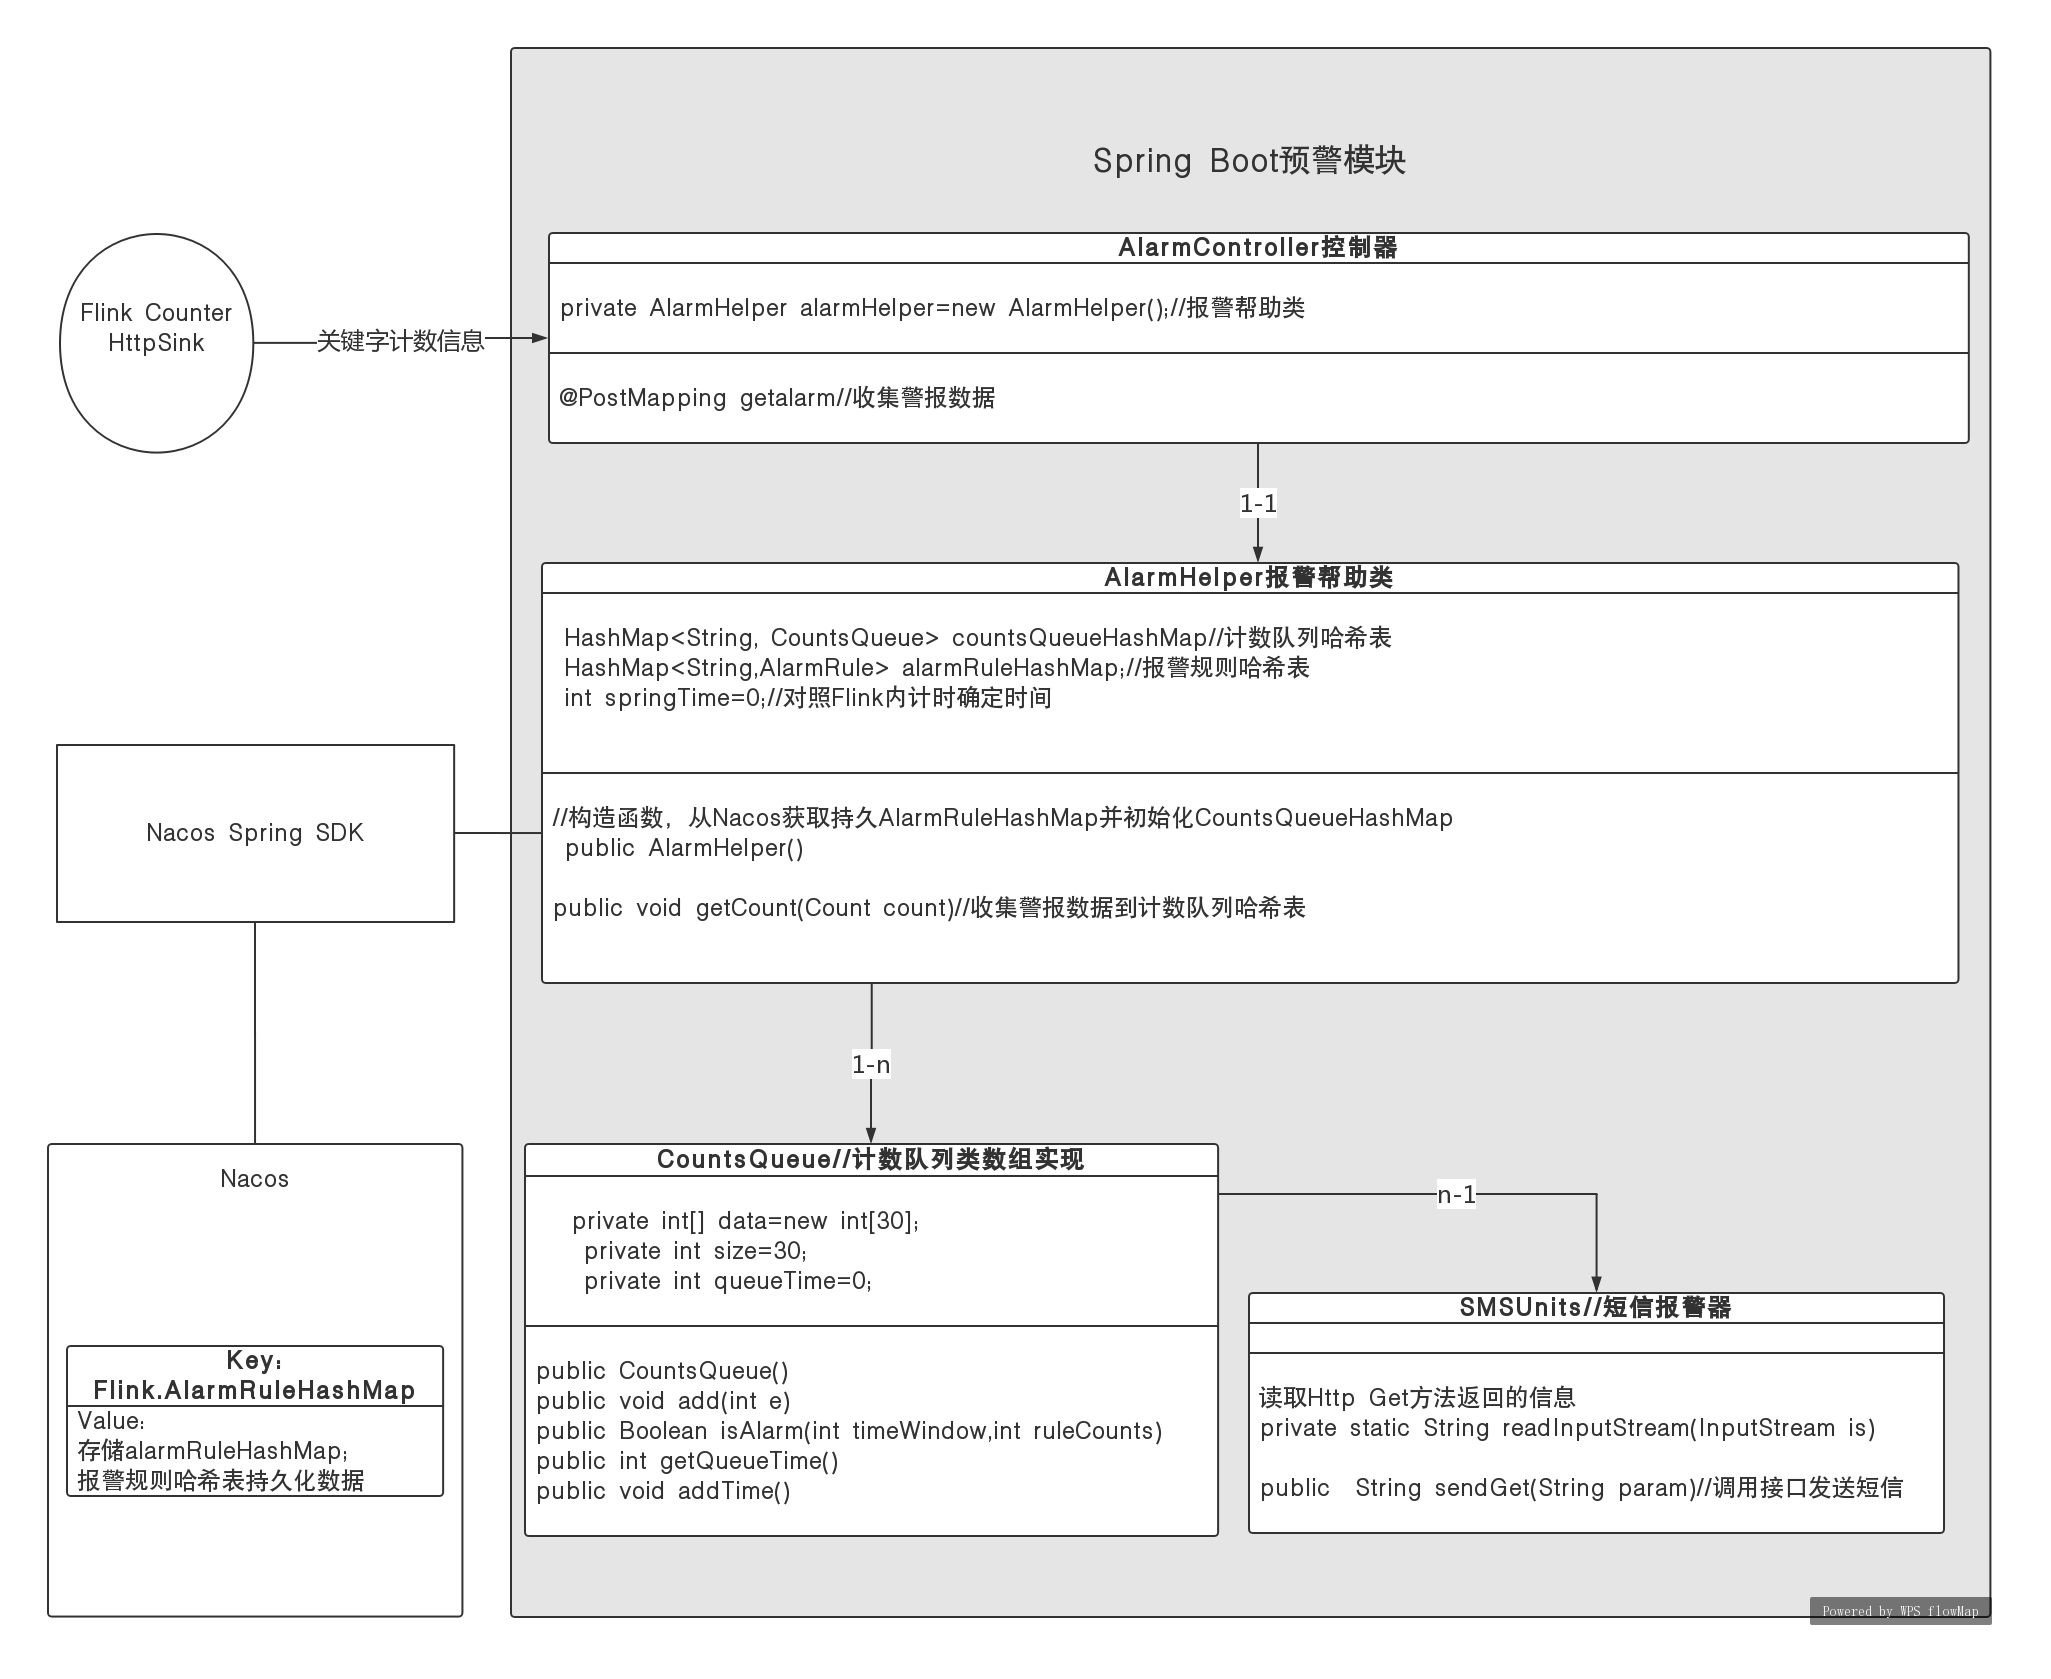 Spring Boot预警模块
Flink Counter
HttpSink
关键字计数信息
AlarmController控制器
private AlarmHelper alarmHelper=new AlarmHelper();//报警帮助类
@PostMapping getalarm//收集警报数据
1-1
AlarmHelper报警帮助类
HashMap<String, CountsQueue> countsQueueHashMap//计数队列哈希表
HashMap<String,AlarmRule> alarmRuleHashMap;//报警规则哈希表
int springTime=0;//对照Flink内计时确定时间
//构造函数，从Nacos获取持久AlarmRuleHashMap并初始化CountsQueueHashMap
public AlarmHelper()
public void getCount(Count count)//收集警报数据到计数队列哈希表
Nacos Spring SDK
1-n
Nacos
Key:
Flink.AlarmRuleHashMap
Value:
存储alarmRuleHashMap;
报警规则哈希表持久化数据
CountsQueue//计数队列类数组实现
private int[] data=new int[30];
private int size=30;
private int queueTime=0;
public CountsQueue()
public void add(int e)
public Boolean isAlarm(int timeWindow,int ruleCounts)
public int getQueueTime()
public void addTime()
n-1
SMSUnits//短信报警器
读取Http Get方法返回的信息
private static String readInputStream(InputStream is)
public String sendGet(String param)//调用接口发送短信
Powered by WPS flowMap